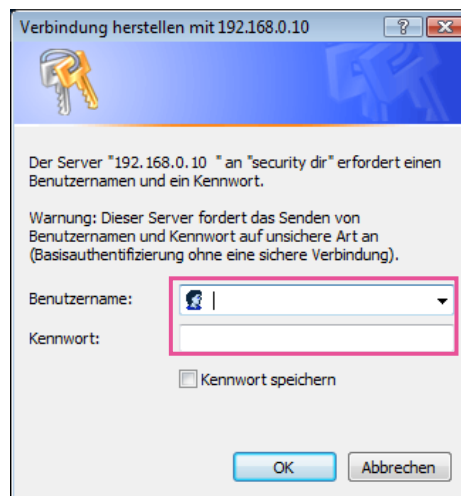 Verbindung herstellen mit 192.168.0.10
Der Server "192.168.0.10 " an "security dir" erfordert einen
Benutzernamen und ein Kennwort.
Warnung: Dieser Server fordert das Senden von
Benutzernamen und Kennwort auf unsichere Art an
(Basisauthentifizierung ohne eine sichere Verbindung).
Benutzername:
Kennwort:
Kennwort speichern
OK Abbrechen